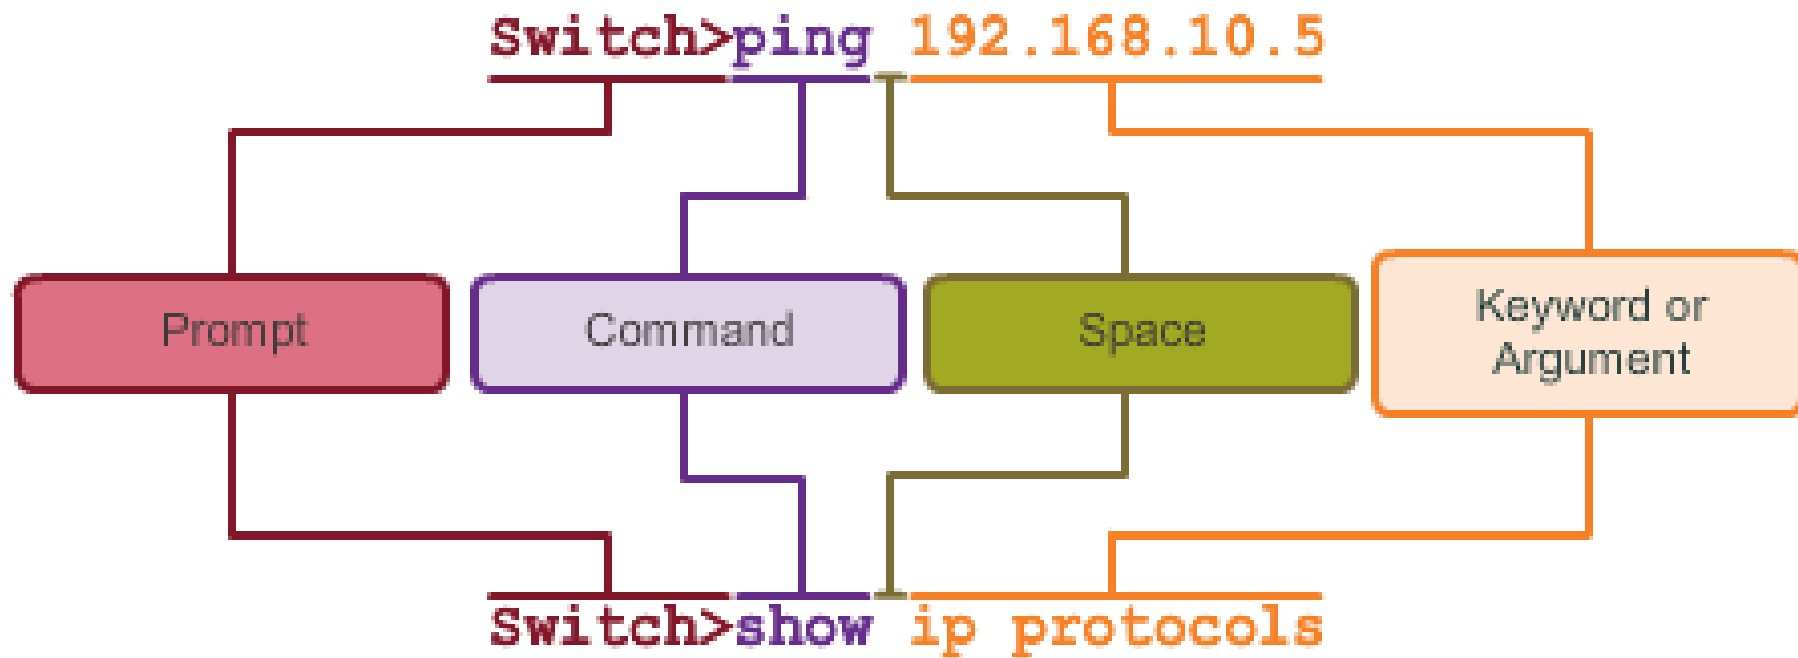 Switch>ping 192.168.10.5
Prompt
Command
Space
Keyword or
Argument
Switch>show ip protocols